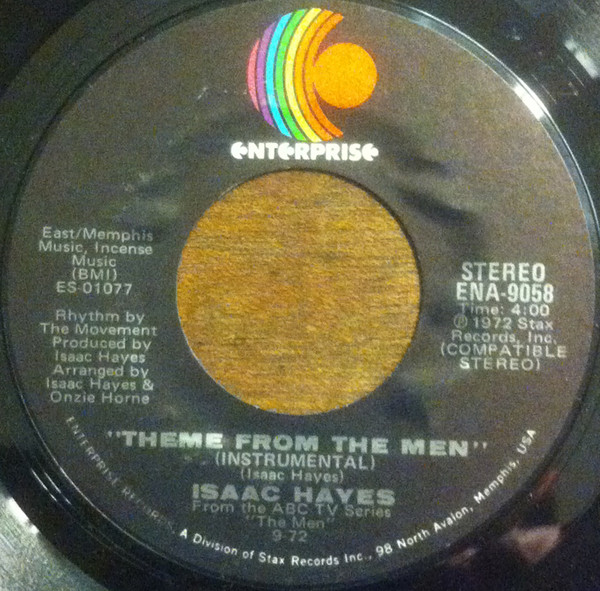 ENTERPRISE
East/Memphis
Music, Incense
Music
(BMI)
ES-01077
Rhythm by
The Movement
Produced by
Isaac Hayes
Arranged by
Isaac Hayes &
Onzie Horne
STEREO
ENA-9058
Time: 4:00
℗ 1972 Stax
Records, Inc.
(COMPATIBLE
STEREO)
"THEME FROM THE MEN"
(INSTRUMENTAL)
(Isaac Hayes)
ISAAC HAYES
From the ABC TV Series
"The Men"
9-72
ENTERPRISE RECORDS, A Division of Stax Records Inc., 98 North Avalon, Memphis, USA